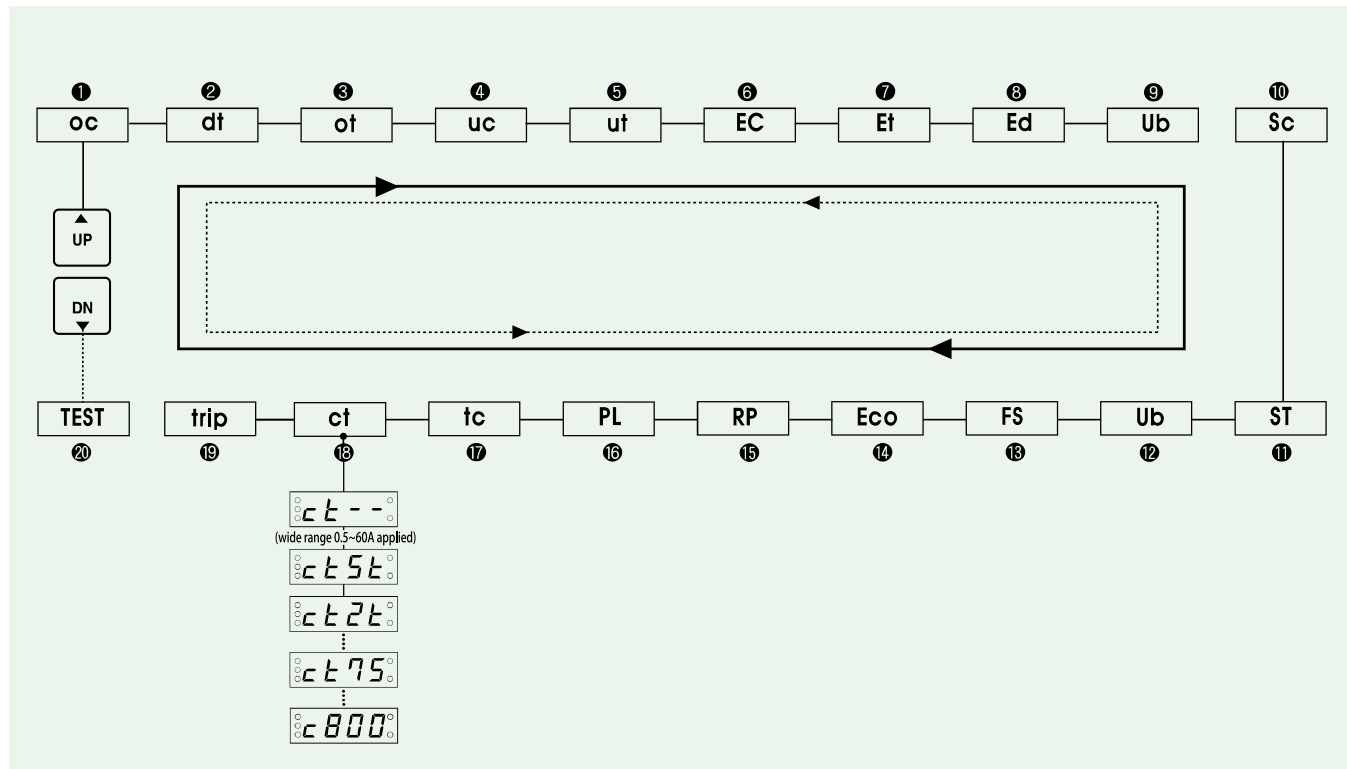 ❶ ❷ ❸ ❹ ❺ ❻ ❼ ❽ ❾ ❿
oc dt ot uc ut EC Et Ed Ub Sc
UP
DN
TEST trip ct tc PL RP Eco FS Ub ST
⓴ ⓳ ⓲ ⓱ ⓰ ⓯ ⓮ ⓭ ⓬ ⓫
ct--
(wide range 0.5~60A applied)
ct5t
ct2t
ct75
c800